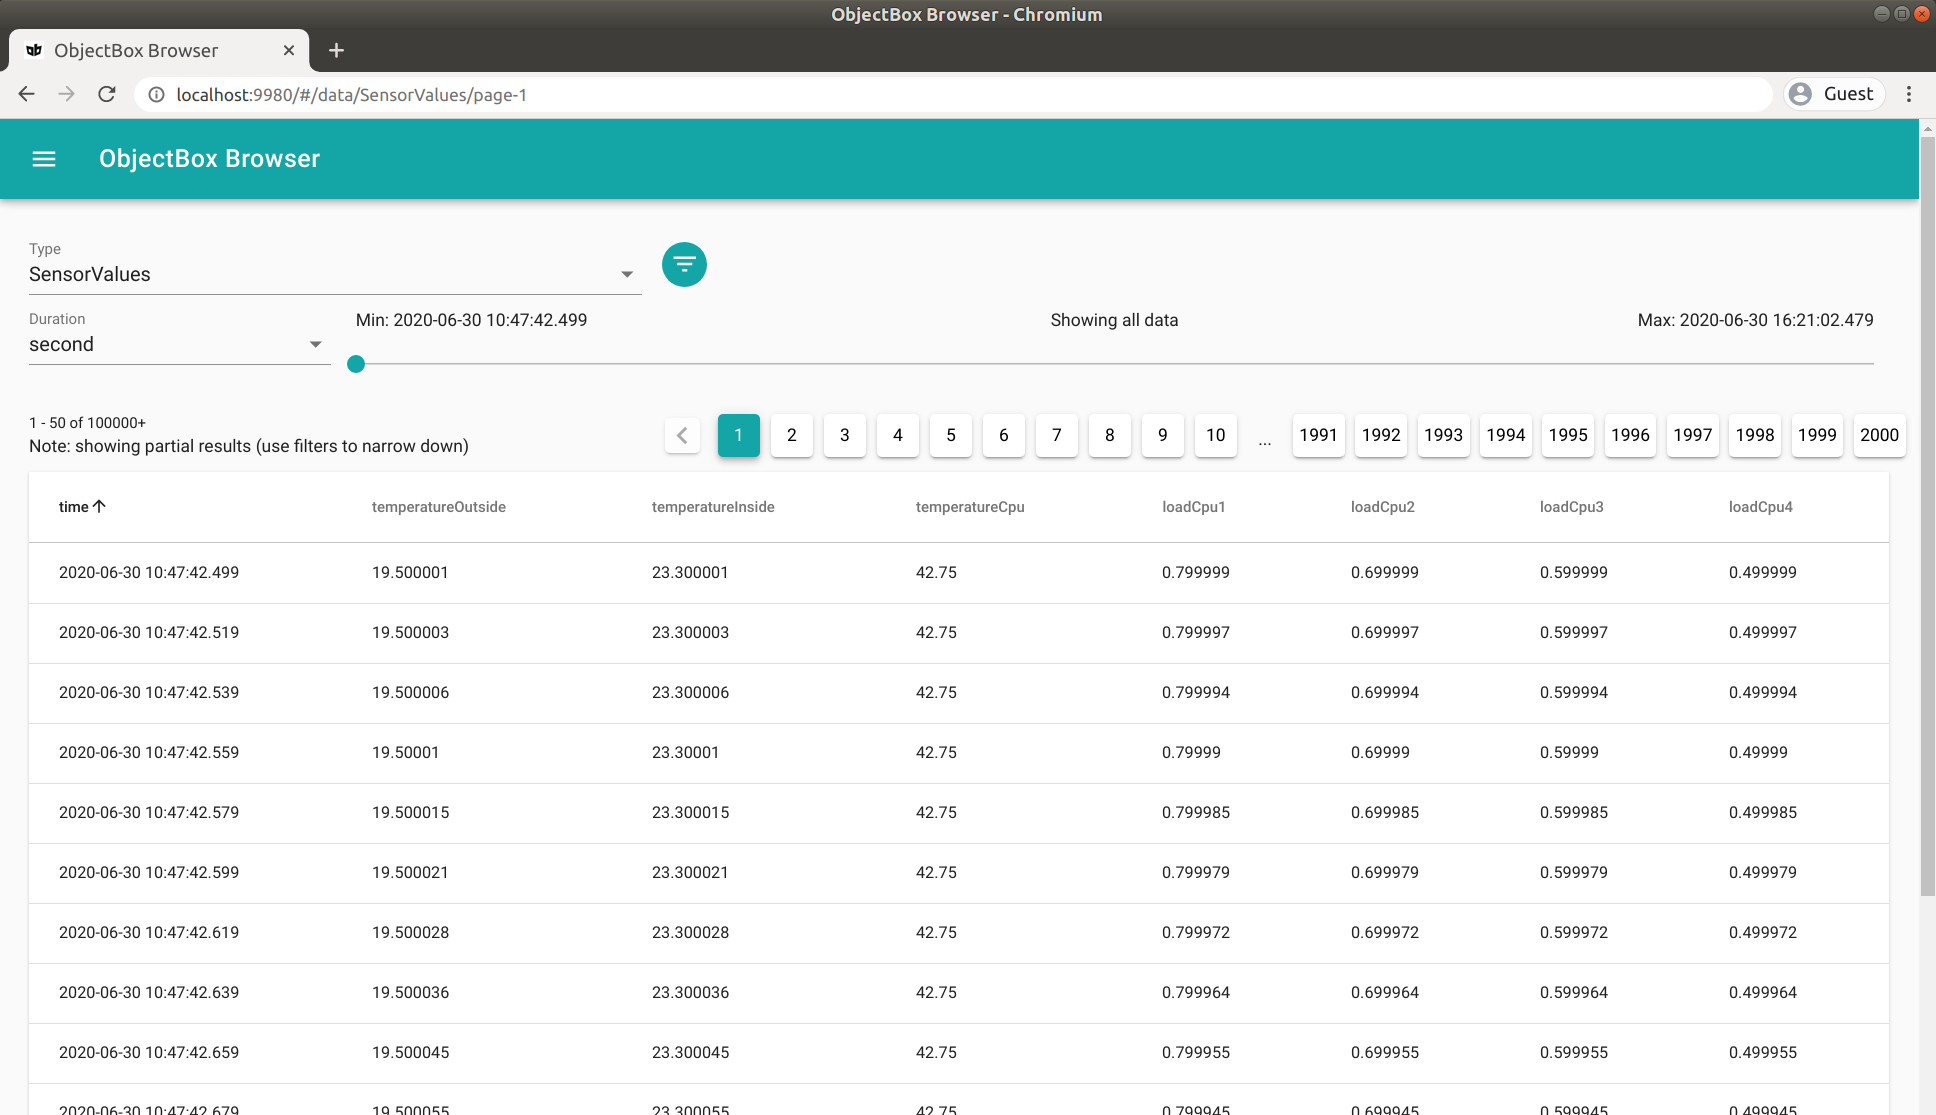 ObjectBox Browser - Chromium
ObjectBox Browser
localhost:9980/#/data/SensorValues/page-1
Guest
ObjectBox Browser
Type
SensorValues
Duration
second
Min: 2020-06-30 10:47:42.499
Showing all data
Max: 2020-06-30 16:21:02.479
1 - 50 of 100000+
Note: showing partial results (use filters to narrow down)
1 2 3 4 5 6 7 8 9 10 ... 1991 1992 1993 1994 1995 1996 1997 1998 1999 2000
time temperatureOutside temperatureInside temperatureCpu loadCpu1 loadCpu2 loadCpu3 loadCpu4
2020-06-30 10:47:42.499 19.500001 23.300001 42.75 0.799999 0.699999 0.599999 0.499999
2020-06-30 10:47:42.519 19.500003 23.300003 42.75 0.799997 0.699997 0.599997 0.499997
2020-06-30 10:47:42.539 19.500006 23.300006 42.75 0.799994 0.699994 0.599994 0.499994
2020-06-30 10:47:42.559 19.50001 23.30001 42.75 0.79999 0.69999 0.59999 0.49999
2020-06-30 10:47:42.579 19.500015 23.300015 42.75 0.799985 0.699985 0.599985 0.499985
2020-06-30 10:47:42.599 19.500021 23.300021 42.75 0.799979 0.699979 0.599979 0.499979
2020-06-30 10:47:42.619 19.500028 23.300028 42.75 0.799972 0.699972 0.599972 0.499972
2020-06-30 10:47:42.639 19.500036 23.300036 42.75 0.799964 0.699964 0.599964 0.499964
2020-06-30 10:47:42.659 19.500045 23.300045 42.75 0.799955 0.699955 0.599955 0.499955
2020-06-30 10:47:42.679 19.500055 23.300055 42.75 0.799945 0.699945 0.599945 0.499945